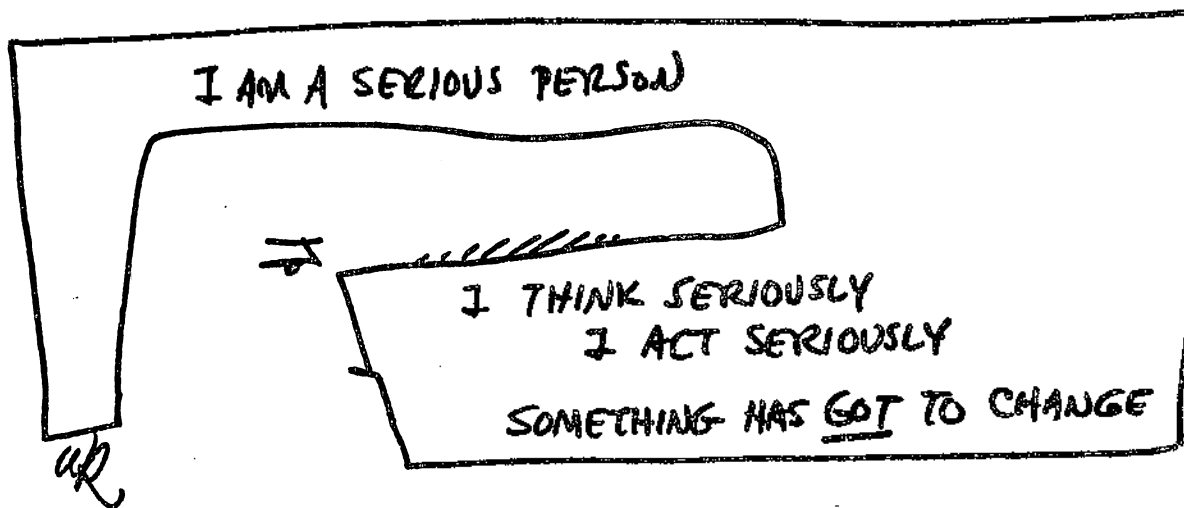 I AM A SERIOUS PERSON
I THINK SERIOUSLY
I ACT SERIOUSLY
SOMETHING HAS GOT TO CHANGE